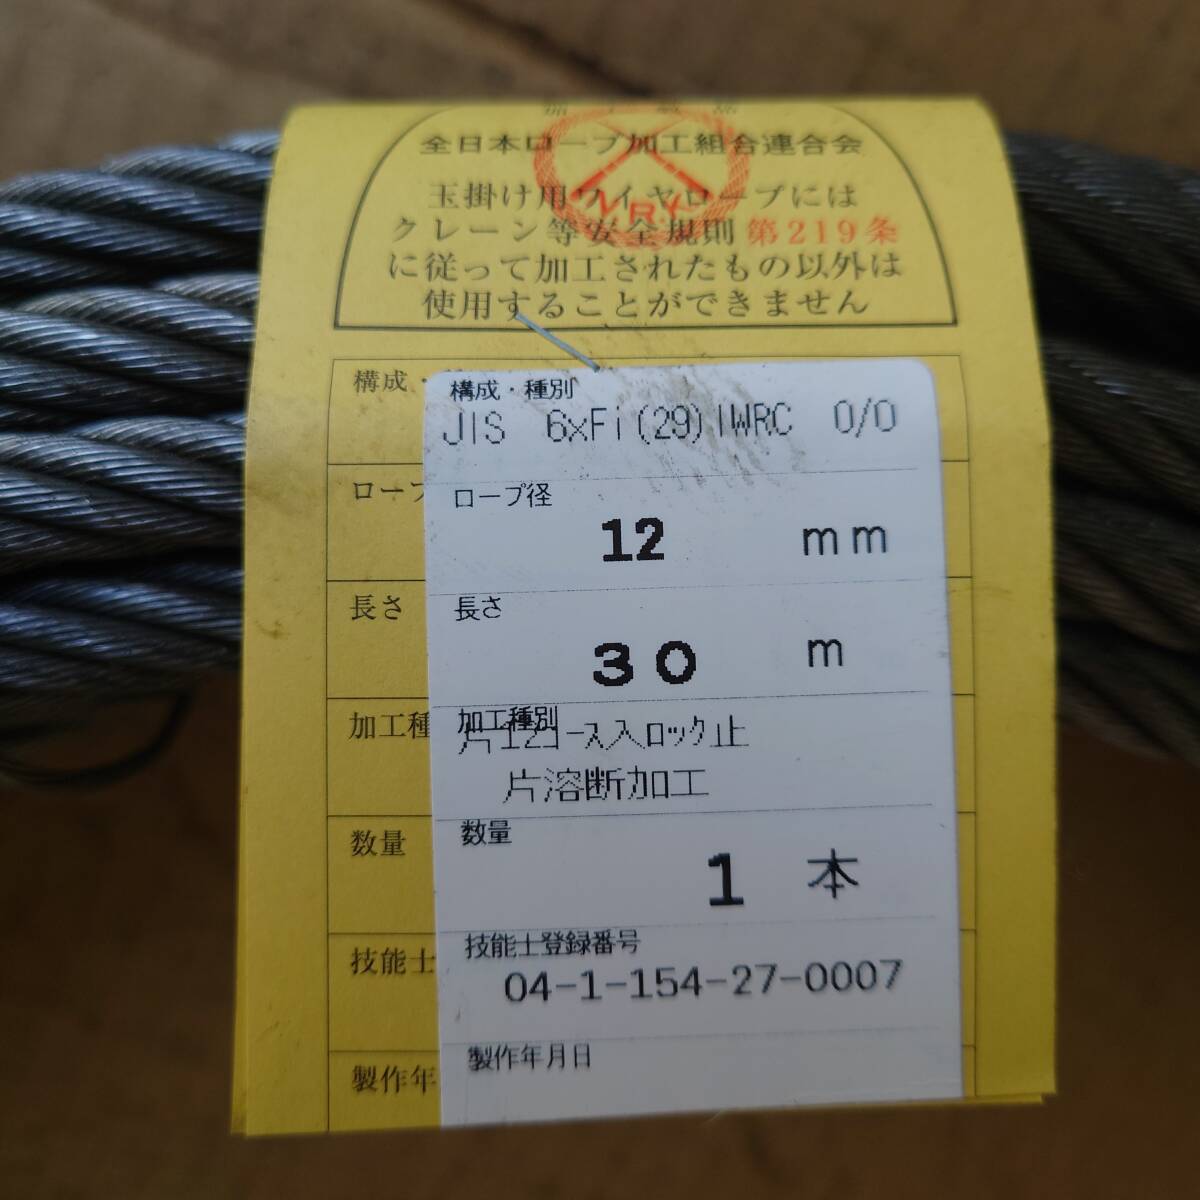 全日本ロープ加工組合連合会
玉掛け用ワイヤロープには
クレーン等安全規則第219条
に従って加工されたもの以外は
使用することができません
構成・
構成・種別
JIS 6xFi(29)IWRC O/O
ロープ
ロープ径
12 mm
長さ
長さ
30 m
加工種
加工種別
片12コース入ロック止
片溶断加工
数量
数量
1 本
技能士
技能士登録番号
04-1-154-27-0007
製作年
製作年月日